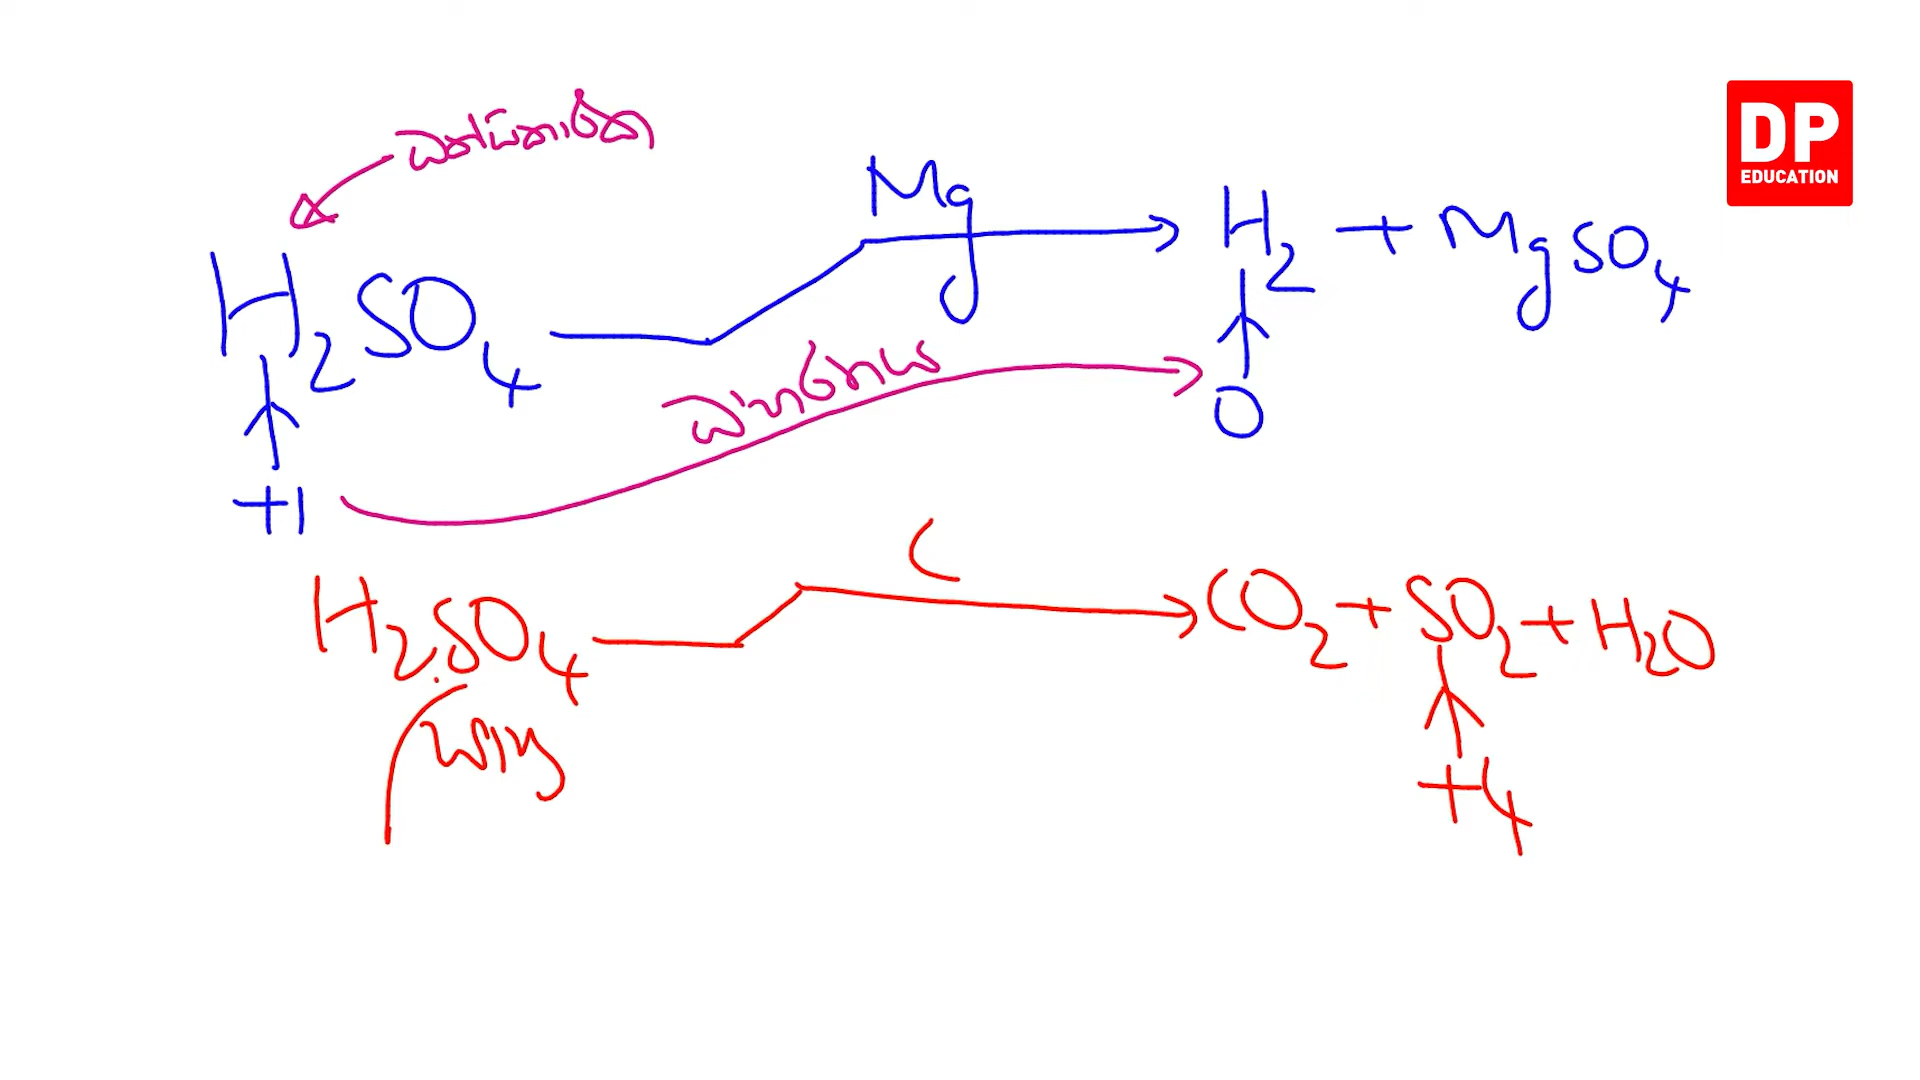 DP
EDUCATION
Mg
H₂SO₄ → H₂ + MgSO₄
0
+1
C
H₂SO₄ → CO₂ + SO₂ + H₂O
+4